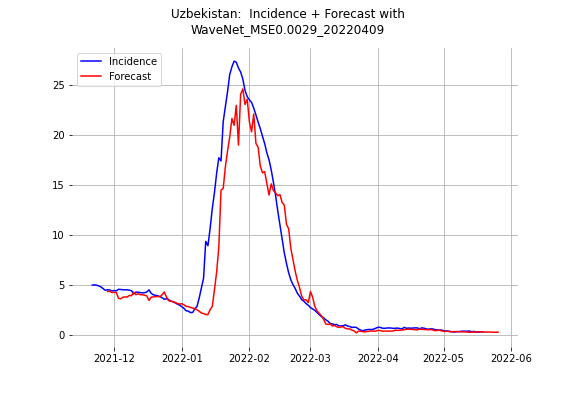 Uzbekistan:  Incidence + Forecast with
WaveNet_MSE0.0029_20220409
Incidence
Forecast
25
20
15
10
5
0
2021-12 2022-01 2022-02 2022-03 2022-04 2022-05 2022-06